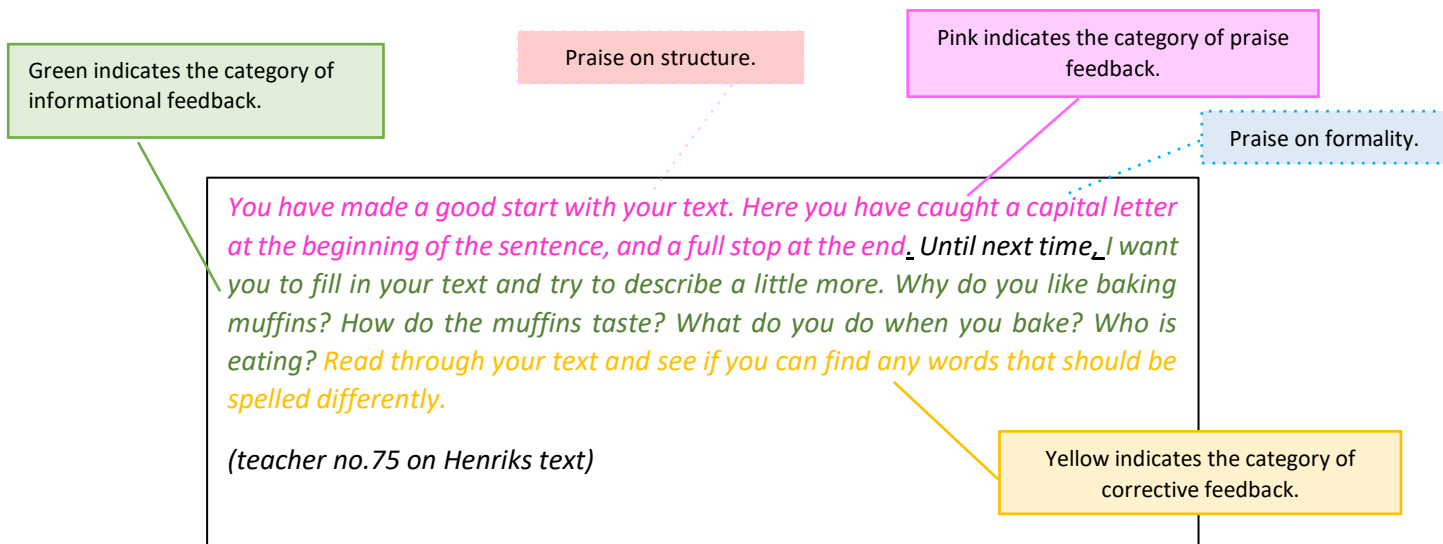 Pink indicates the category of praise
feedback.
Praise on structure.
Green indicates the category of
informational feedback.
Praise on formality.
You have made a good start with your text. Here you have caught a capital letter
at the beginning of the sentence, and a full stop at the end. Until next time, I want
you to fill in your text and try to describe a little more. Why do you like baking
muffins? How do the muffins taste? What do you do when you bake? Who is
eating? Read through your text and see if you can find any words that should be
spelled differently.
(teacher no.75 on Henriks text)
Yellow indicates the category of
corrective feedback.